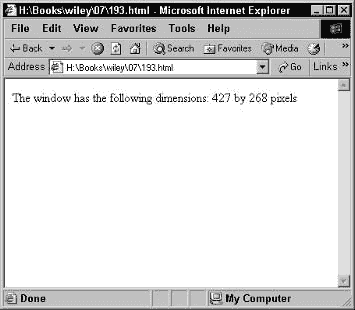 H:\Books\wiley\07\193.html - Microsoft Internet Explorer
File Edit View Favorites Tools Help
Back Search Favorites Media »
Address H:\Books\wiley\07\193.html Go Links »
The window has the following dimensions: 427 by 268 pixels
Done My Computer